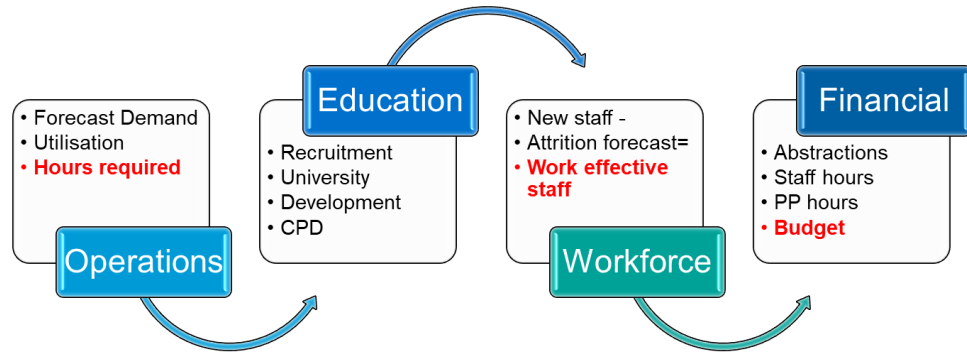 • Forecast Demand
• Utilisation
• Hours required
Operations
Education
• Recruitment
• University
• Development
• CPD
• New staff -
• Attrition forecast=
• Work effective
staff
Workforce
Financial
• Abstractions
• Staff hours
• PP hours
• Budget